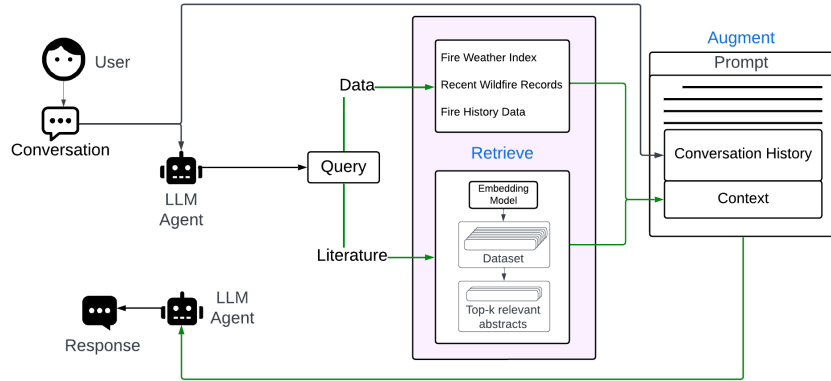 User
Conversation
LLM
Agent
Query
Data
Literature
Fire Weather Index
Recent Wildfire Records
Fire History Data
Retrieve
Embedding
Model
Dataset
Top-k relevant
abstracts
Augment
Prompt
Conversation History
Context
LLM
Agent
Response